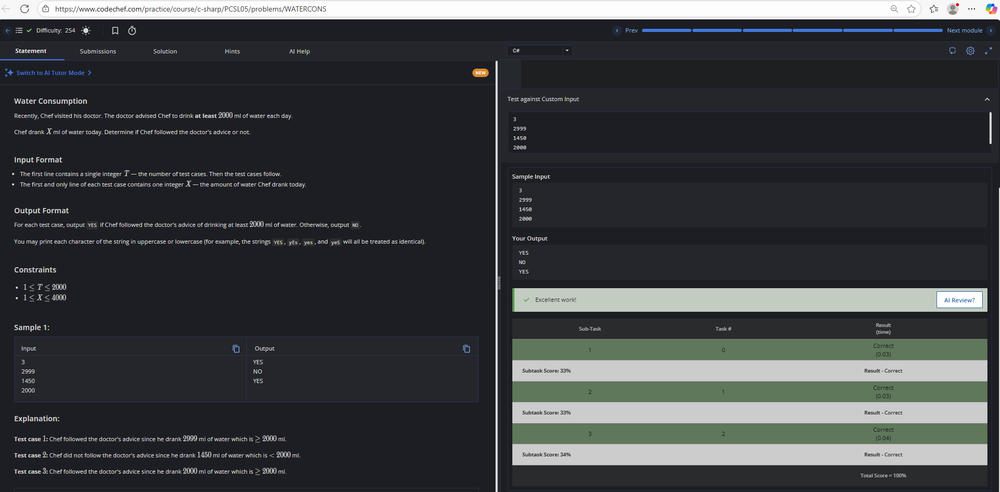 https://www.codechef.com/practice/course/c-sharp/PCSL05/problems/WATERCONS
Difficulty: 254
Prev
Next module
Statement
Submissions
Solution
Hints
AI Help
Switch to AI Tutor Mode
NEW
Water Consumption
Recently, Chef visited his doctor. The doctor advised Chef to drink at least 2000 ml of water each day.
Chef drank X ml of water today. Determine if Chef followed the doctor's advice or not.
Input Format
• The first line contains a single integer T — the number of test cases. Then the test cases follow.
• The first and only line of each test case contains one integer X — the amount of water Chef drank today.
Output Format
For each test case, output YES if Chef followed the doctor's advice of drinking at least 2000 ml of water. Otherwise, output NO .
You may print each character of the string in uppercase or lowercase (for example, the strings YES , yEs , yes , and yeS will all be treated as identical).
Constraints
• 1 ≤ T ≤ 2000
• 1 ≤ X ≤ 4000
Sample 1:
Input
3
2999
1450
2000
Output
YES
NO
YES
Explanation:
Test case 1: Chef followed the doctor's advice since he drank 2999 ml of water which is ≥ 2000 ml.
Test case 2: Chef did not follow the doctor's advice since he drank 1450 ml of water which is < 2000 ml.
Test case 3: Chef followed the doctor's advice since he drank 2000 ml of water which is ≥ 2000 ml.
C#
Test against Custom Input
3
2999
1450
2000
Sample Input
3
2999
1450
2000
Your Output
YES
NO
YES
Excellent work!
AI Review?
Sub-Task
Task #
Result
(time)
1
0
Correct
(0.03)
Subtask Score: 33%
Result - Correct
2
1
Correct
(0.03)
Subtask Score: 33%
Result - Correct
3
2
Correct
(0.04)
Subtask Score: 34%
Result - Correct
Total Score = 100%